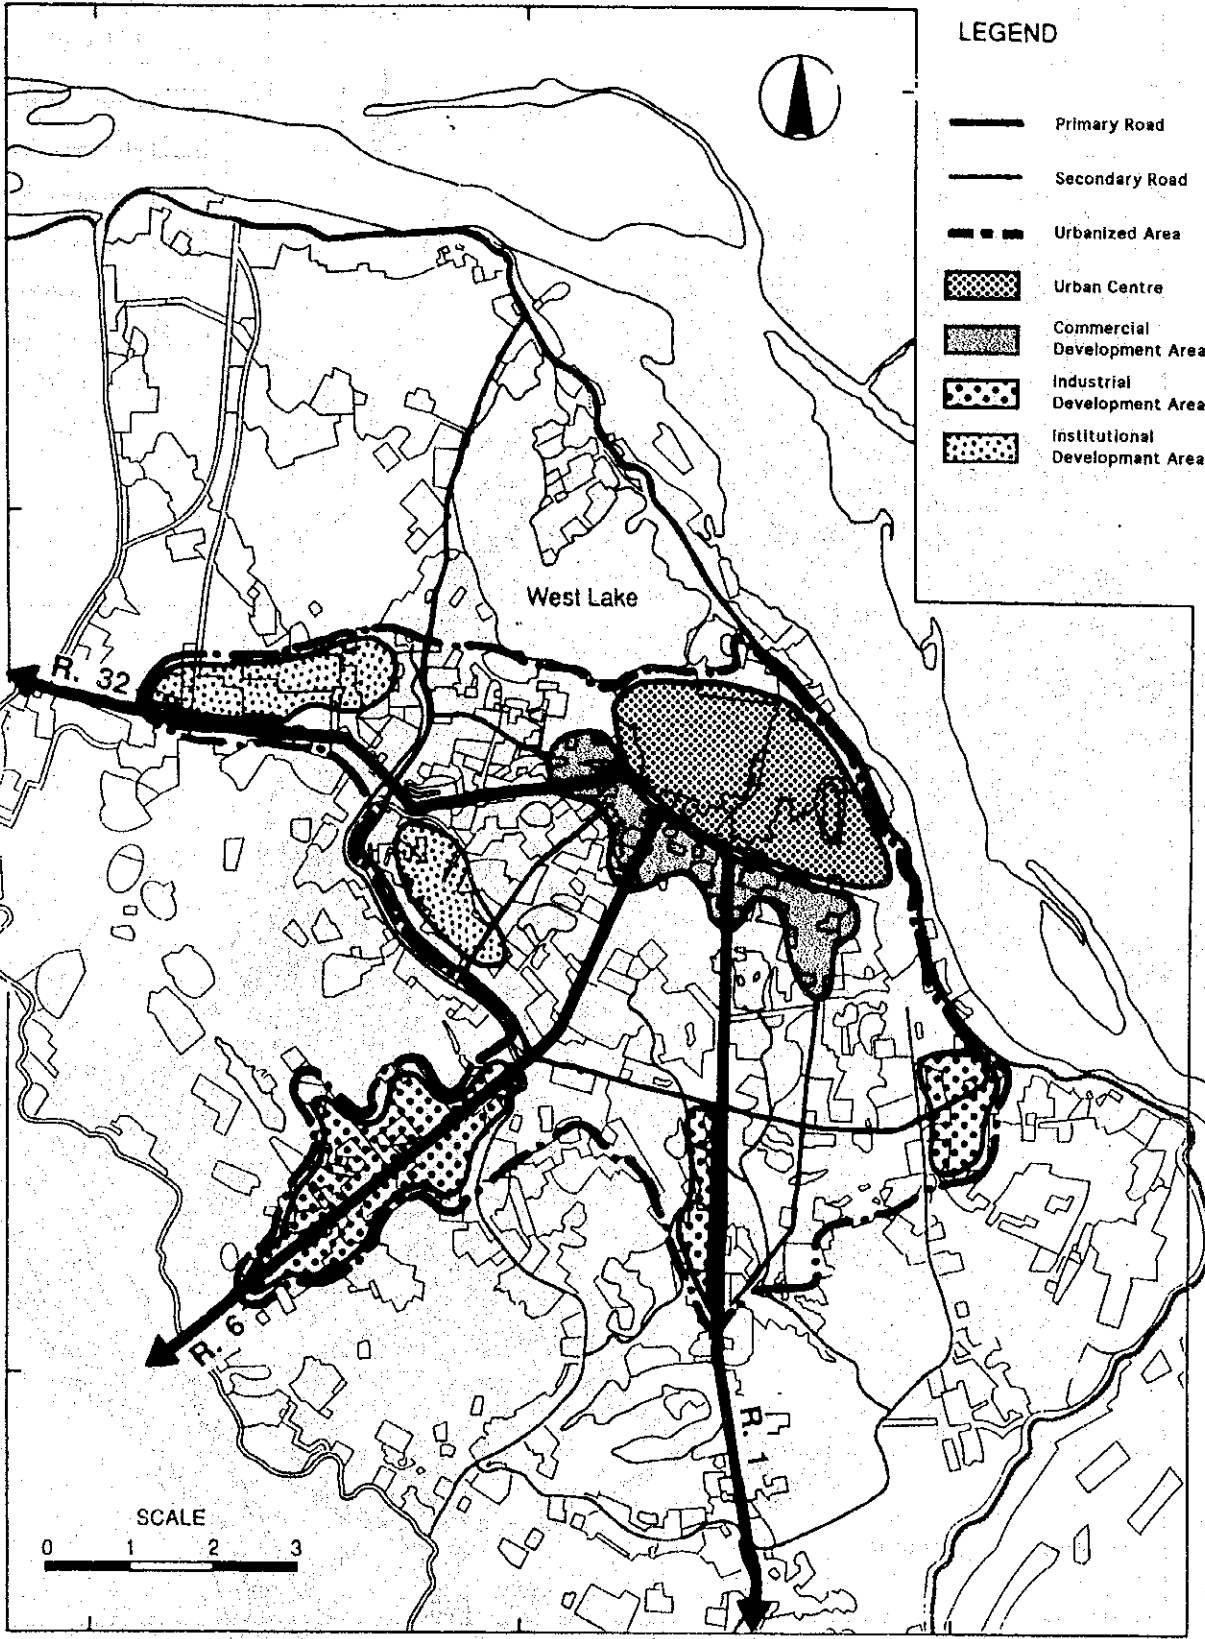 LEGEND
Primary Road
Secondary Road
Urbanized Area
Urban Centre
Commercial
Development Area
Industrial
Development Area
Institutional
Development Area
West Lake
R. 32
R. 6
R. 1
SCALE
0 1 2 3